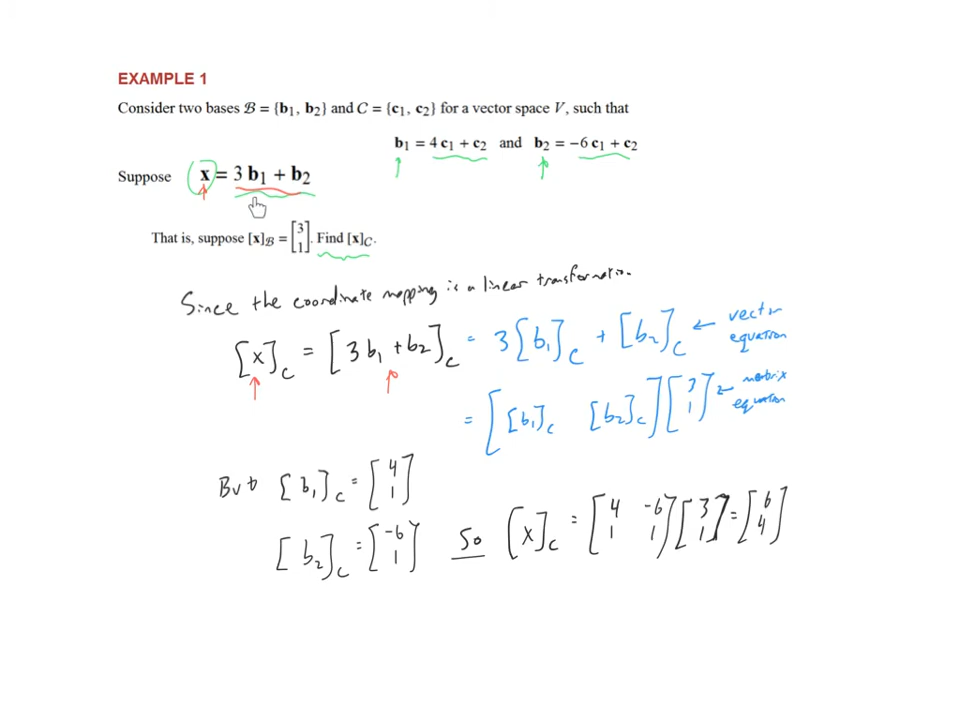 EXAMPLE 1
Consider two bases ℬ = {b₁, b₂} and C = {c₁, c₂} for a vector space V, such that
b₁ = 4 c₁ + c₂ and b₂ = −6 c₁ + c₂
Suppose x = 3 b₁ + b₂
That is, suppose [x]ℬ = [3 1]. Find [x]C.
Since the coordinate mapping is a linear transformation.
[x]C = [3 b₁ + b₂]C = 3[b₁]C + [b₂]C ← vector equation
= [[b₁]C [b₂]C][3 1] ← matrix equation
But [b₁]C = [4 1]
[b₂]C = [-6 1] So [x]C = [4 -6 1 1][3 1] = [6 4]